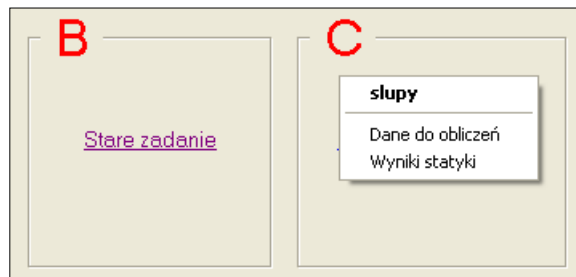 B
C
Stare zadanie
slupy
Dane do obliczeń
Wyniki statyki